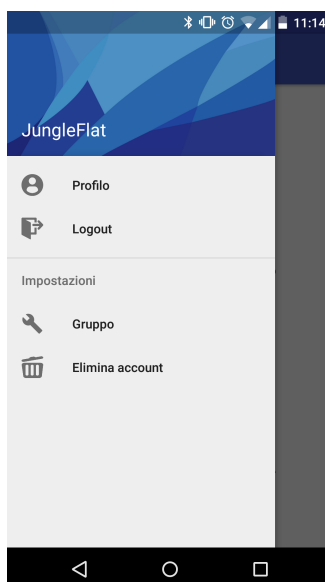 11:14
JungleFlat
Profilo
Logout
Impostazioni
Gruppo
Elimina account